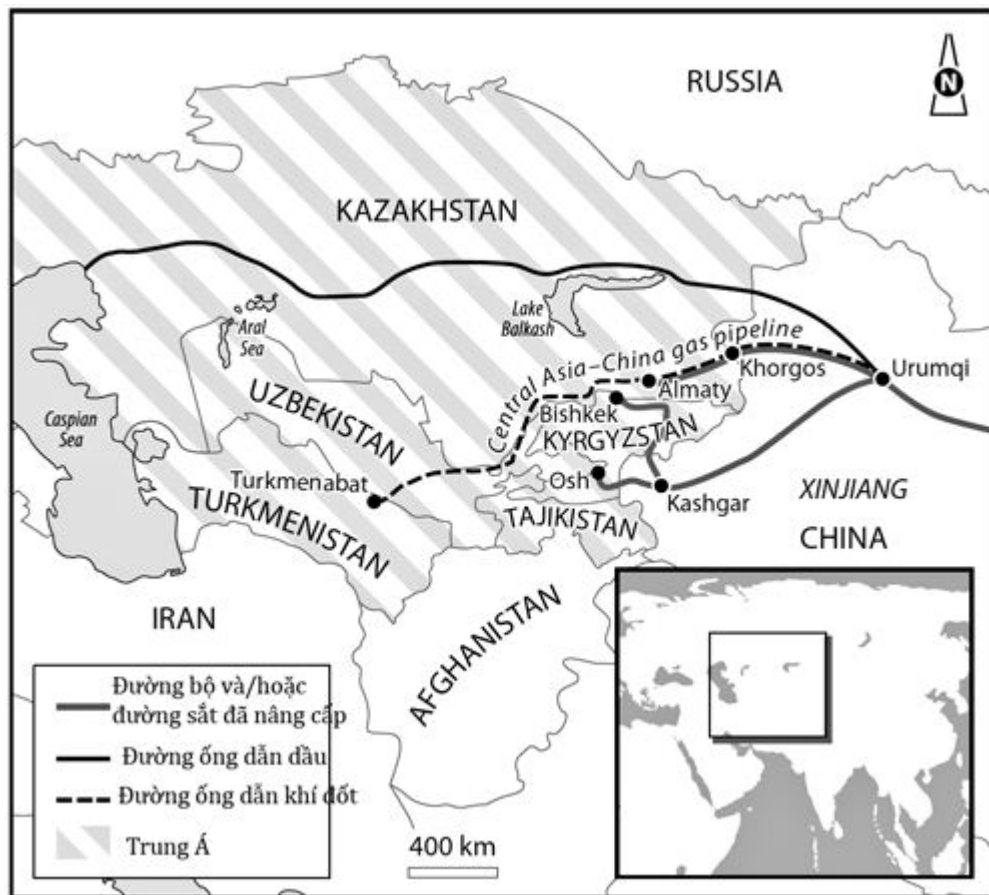 RUSSIA
N
KAZAKHSTAN
Lake
Balkash
Aral
Sea
Central Asia–China gas pipeline
Khorgos
Urumqi
Almaty
UZBEKISTAN
Bishkek
KYRGYZSTAN
Caspian
Sea
Turkmenabat
Osh
Kashgar
XINJIANG
TURKMENISTAN
TAJIKISTAN
CHINA
IRAN
AFGHANISTAN
Đường bộ và/hoặc
đường sắt đã nâng cấp
Đường ống dẫn dầu
Đường ống dẫn khí đốt
Trung Á
400 km